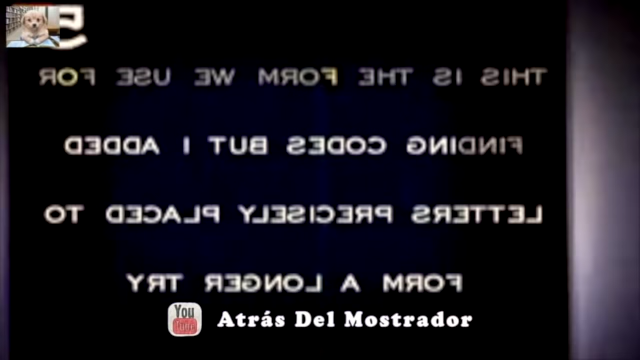 5
THIS IS THE FORM WE USE FOR
FINDING CODES BUT I ADDED
LETTERS PRECISELY PLACED TO
FORM A LONGER TRY
You Tube
Atrás Del Mostrador